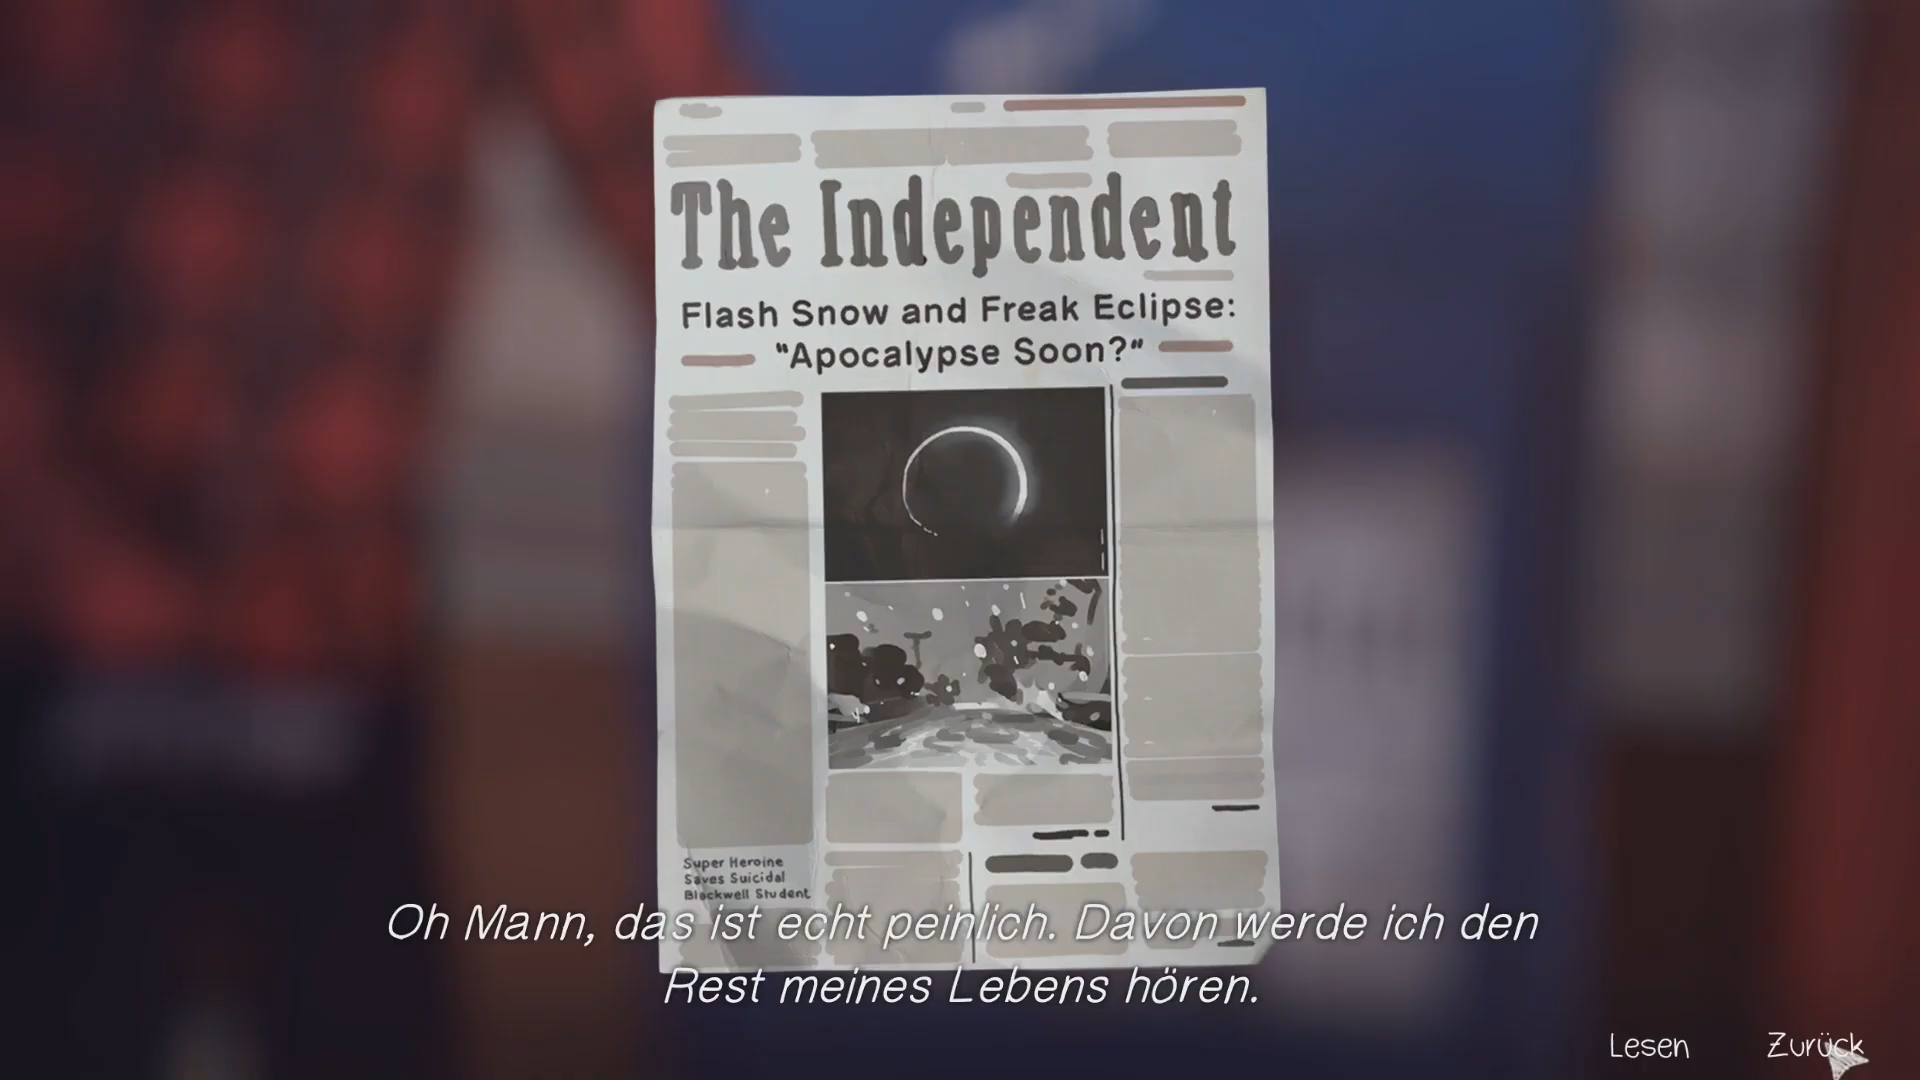 The Independent
Flash Snow and Freak Eclipse:
"Apocalypse Soon?"
Super Heroine
Saves Suicidal
Blackwell Student
Oh Mann, das ist echt peinlich. Davon werde ich den
Rest meines Lebens hören.
Lesen Zurück